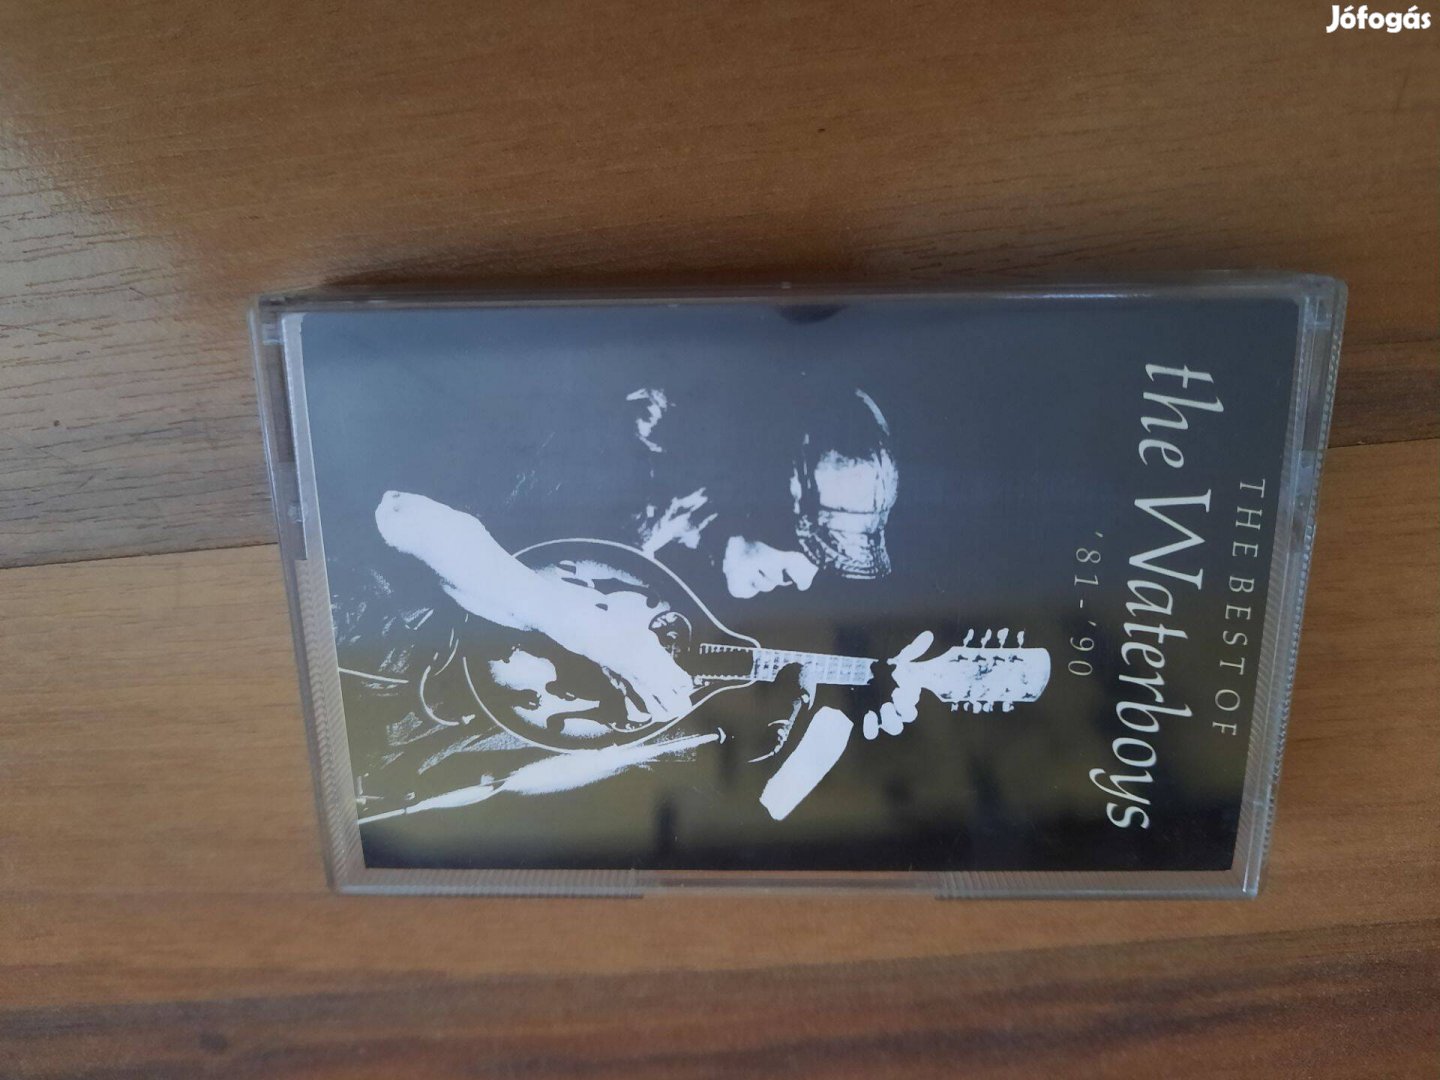 Jófogás
THE BEST OF
the Waterboys
'81-'90